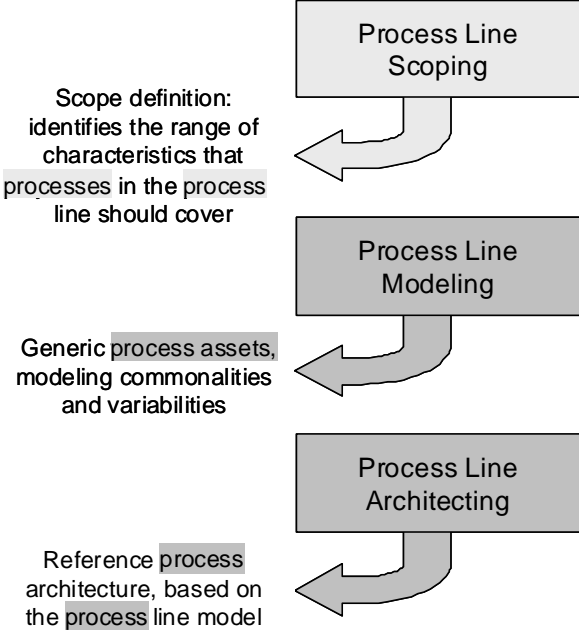 Process Line
Scoping
Scope definition:
identifies the range of
characteristics that
processes in the process
line should cover
Process Line
Modeling
Generic process assets,
modeling commonalities
and variabilities
Process Line
Architecting
Reference process
architecture, based on
the process line model